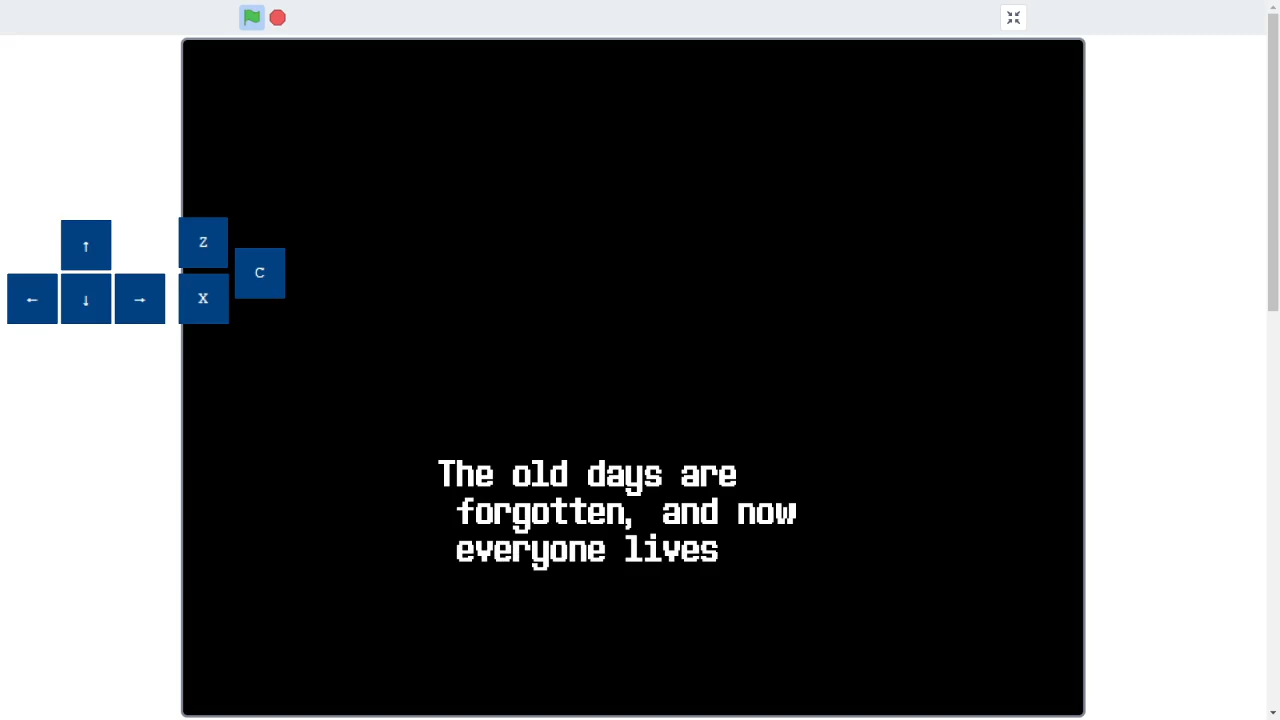 ↑
Z
C
← ↓ → X
The old days are
forgotten, and now
everyone lives